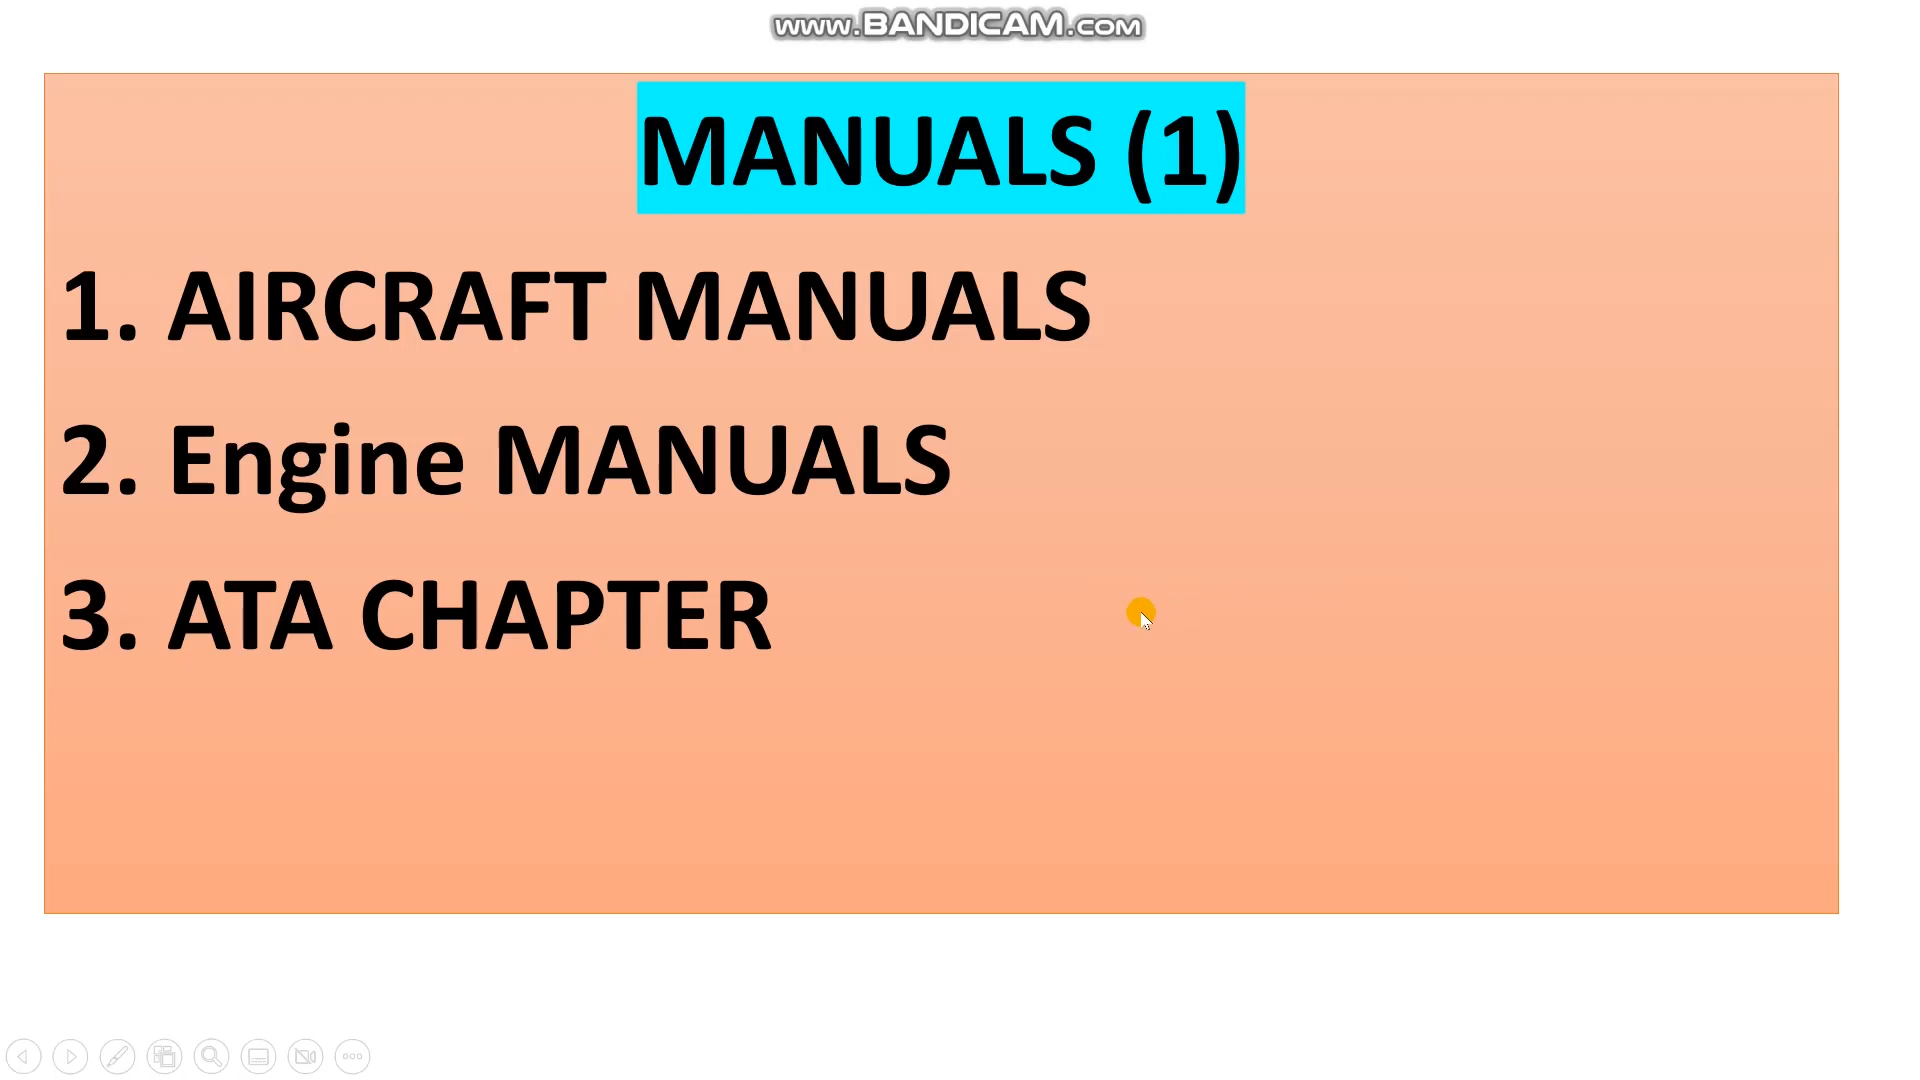 www.BANDICAM.com
MANUALS (1)
1. AIRCRAFT MANUALS
2. Engine MANUALS
3. ATA CHAPTER